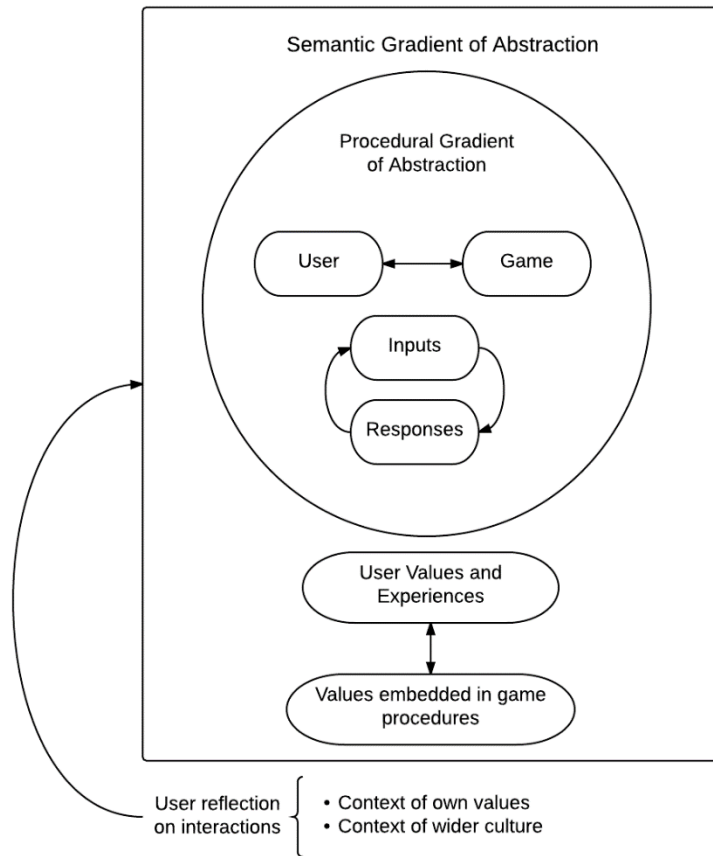 Semantic Gradient of Abstraction
Procedural Gradient
of Abstraction
User
Game
Inputs
Responses
User Values and
Experiences
Values embedded in game
procedures
User reflection
on interactions
• Context of own values
• Context of wider culture